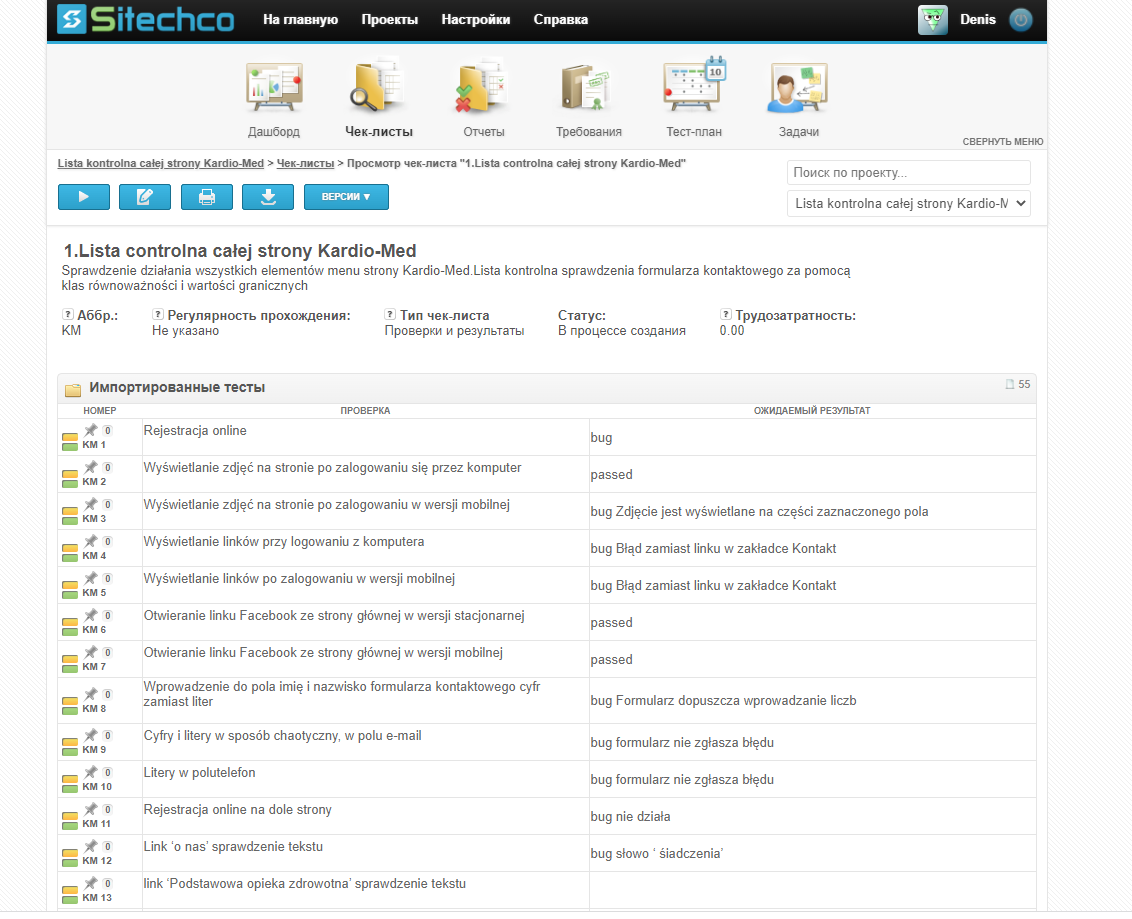 Sitechco На главную Проекты Настройки Справка Denis
10
Дашборд Чек-листы Отчеты Требования Тест-план Задачи
СВЕРНУТЬ МЕНЮ
Lista kontrolna całej strony Kardio-Med > Чек-листы > Просмотр чек-листа "1.Lista kontrolna całej strony Kardio-Med"
Поиск по проекту...
ВЕРСИИ ▼
Lista kontrolna całej strony Kardio-M
1.Lista controlna całej strony Kardio-Med
Sprawdzenie działania wszystkich elementów menu strony Kardio-Med.Lista kontrolna sprawdzenia formularza kontaktowego za pomocą
klas równoważności i wartości granicznych
? Аббр.: ? Регулярность прохождения: ? Тип чек-листа Статус: ? Трудозатратность:
KM Не указано Проверки и результаты В процессе создания 0.00
Импортированные тесты 55
НОМЕР ПРОВЕРКА ОЖИДАЕМЫЙ РЕЗУЛЬТАТ
0 Rejestracja online
KM 1 bug
0 Wyświetlanie zdjęć na stronie po zalogowaniu się przez komputer
KM 2 passed
0 Wyświetlanie zdjęć na stronie po zalogowaniu w wersji mobilnej
KM 3 bug Zdjęcie jest wyświetlane na części zaznaczonego pola
0 Wyświetlanie linków przy logowaniu z komputera
KM 4 bug Błąd zamiast linku w zakładce Kontakt
0 Wyświetlanie linków po zalogowaniu w wersji mobilnej
KM 5 bug Błąd zamiast linku w zakładce Kontakt
0 Otwieranie linku Facebook ze strony głównej w wersji stacjonarnej
KM 6 passed
0 Otwieranie linku Facebook ze strony głównej w wersji mobilnej
KM 7 passed
0 Wprowadzenie do pola imię i nazwisko formularza kontaktowego cyfr
zamiast liter
KM 8 bug Formularz dopuszcza wprowadzanie liczb
0 Cyfry i litery w sposób chaotyczny, w polu e-mail
KM 9 bug formularz nie zgłasza błędu
0 Litery w polutelefon
KM 10 bug formularz nie zgłasza błędu
0 Rejestracja online na dole strony
KM 11 bug nie działa
0 Link ‘o nas’ sprawdzenie tekstu
KM 12 bug słowo ‘ śiadczenia’
0 link ‘Podstawowa opieka zdrowotna’ sprawdzenie tekstu
KM 13